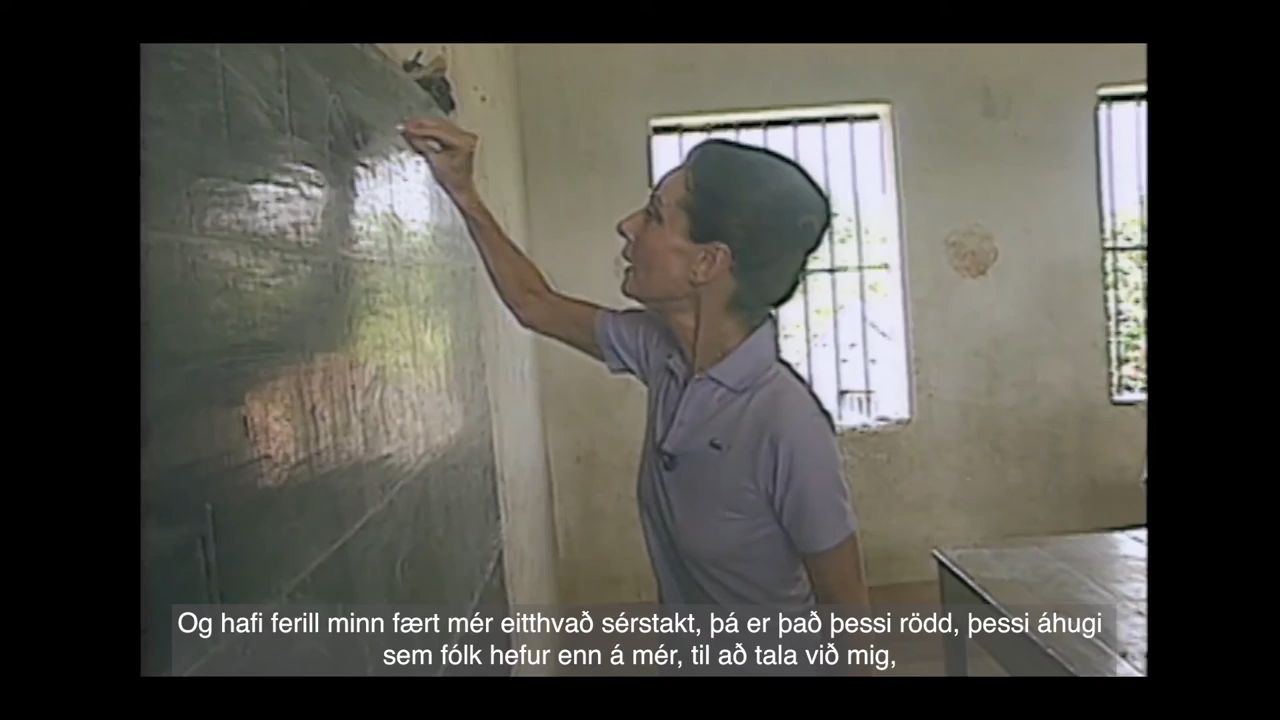 Og hafi ferill minn fært mér eitthvað sérstakt, þá er það þessi rödd, þessi áhugi
sem fólk hefur enn á mér, til að tala við mig,